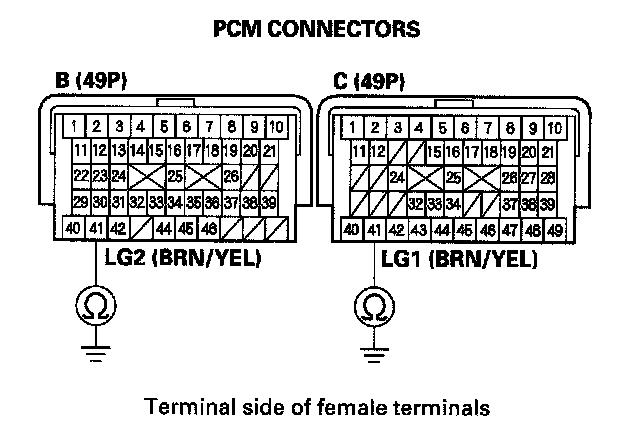 PCM CONNECTORS
B (49P)
C (49P)
1 2 3 4 5 6 7 8 9 10
11 12 13 14 15 16 17 18 19 20 21
22 23 24 25 26
29 30 31 32 33 34 35 36 37 38 39
40 41 42 44 45 46
1 2 3 4 5 6 7 8 9 10
11 12 15 16 17 18 19 20 21
24 25 26 27 28
32 33 34 37 38 39
40 41 42 43 44 45 46 47 48 49
LG2 (BRN/YEL)
LG1 (BRN/YEL)
Ω
Ω
Terminal side of female terminals